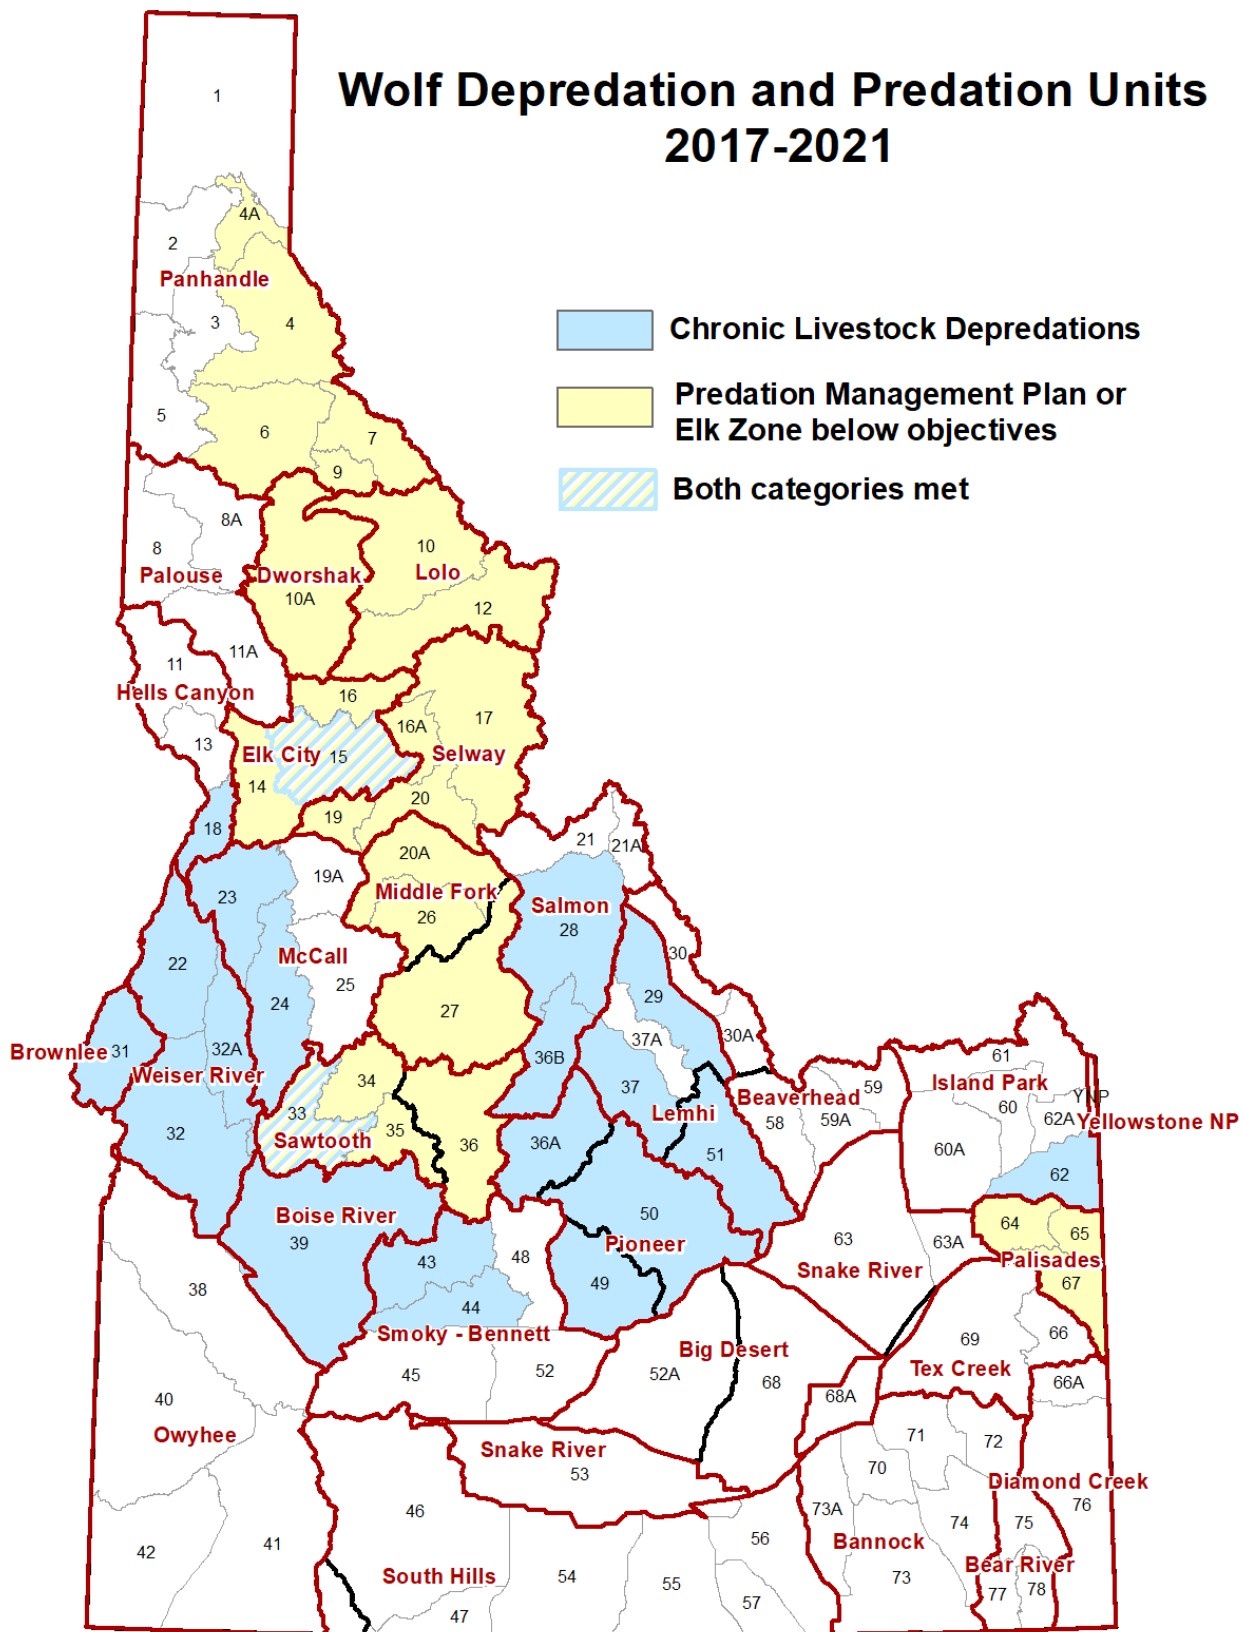 Wolf Depredation and Predation Units
2017-2021
1
4A
2
Panhandle
3
4
Chronic Livestock Depredations
Predation Management Plan or
Elk Zone below objectives
Both categories met
5
6
7
9
8A
8
10
Palouse
Dworshak
Lolo
10A
12
11A
11
Hells Canyon
16
13
16A
17
Elk City
15
Selway
14
20
19
18
21
21A
20A
19A
23
Middle Fork
Salmon
26
28
McCall
22
30
25
24
29
27
30A
37A
Brownlee
31
32A
36B
61
Weiser River
34
37
59
Island Park
YNP
Beaverhead
33
Lemhi
60
62A
Yellowstone NP
32
Sawtooth
35
36
36A
58
59A
60A
51
62
Boise River
50
64
65
39
48
Pioneer
63
63A
43
Palisades
Snake River
67
49
38
44
Smoky - Bennett
69
66
Big Desert
45
52
52A
Tex Creek
68
66A
68A
40
Owyhee
71
72
Snake River
53
70
Diamond Creek
46
73A
76
74
75
42
41
56
Bannock
South Hills
54
55
Bear River
73
77
78
47
57